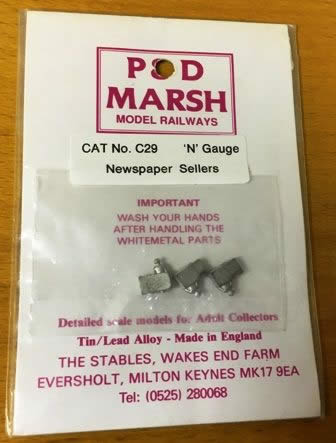 P&D
MARSH
MODEL RAILWAYS
CAT No. C29 'N' Gauge
Newspaper Sellers
IMPORTANT
WASH YOUR HANDS
AFTER HANDLING THE
WHITEMETAL PARTS
Detailed scale models for Adult Collectors
Tin/Lead Alloy - Made in England
THE STABLES, WAKES END FARM
EVERSHOLT, MILTON KEYNES MK17 9EA
Tel: (0525) 280068